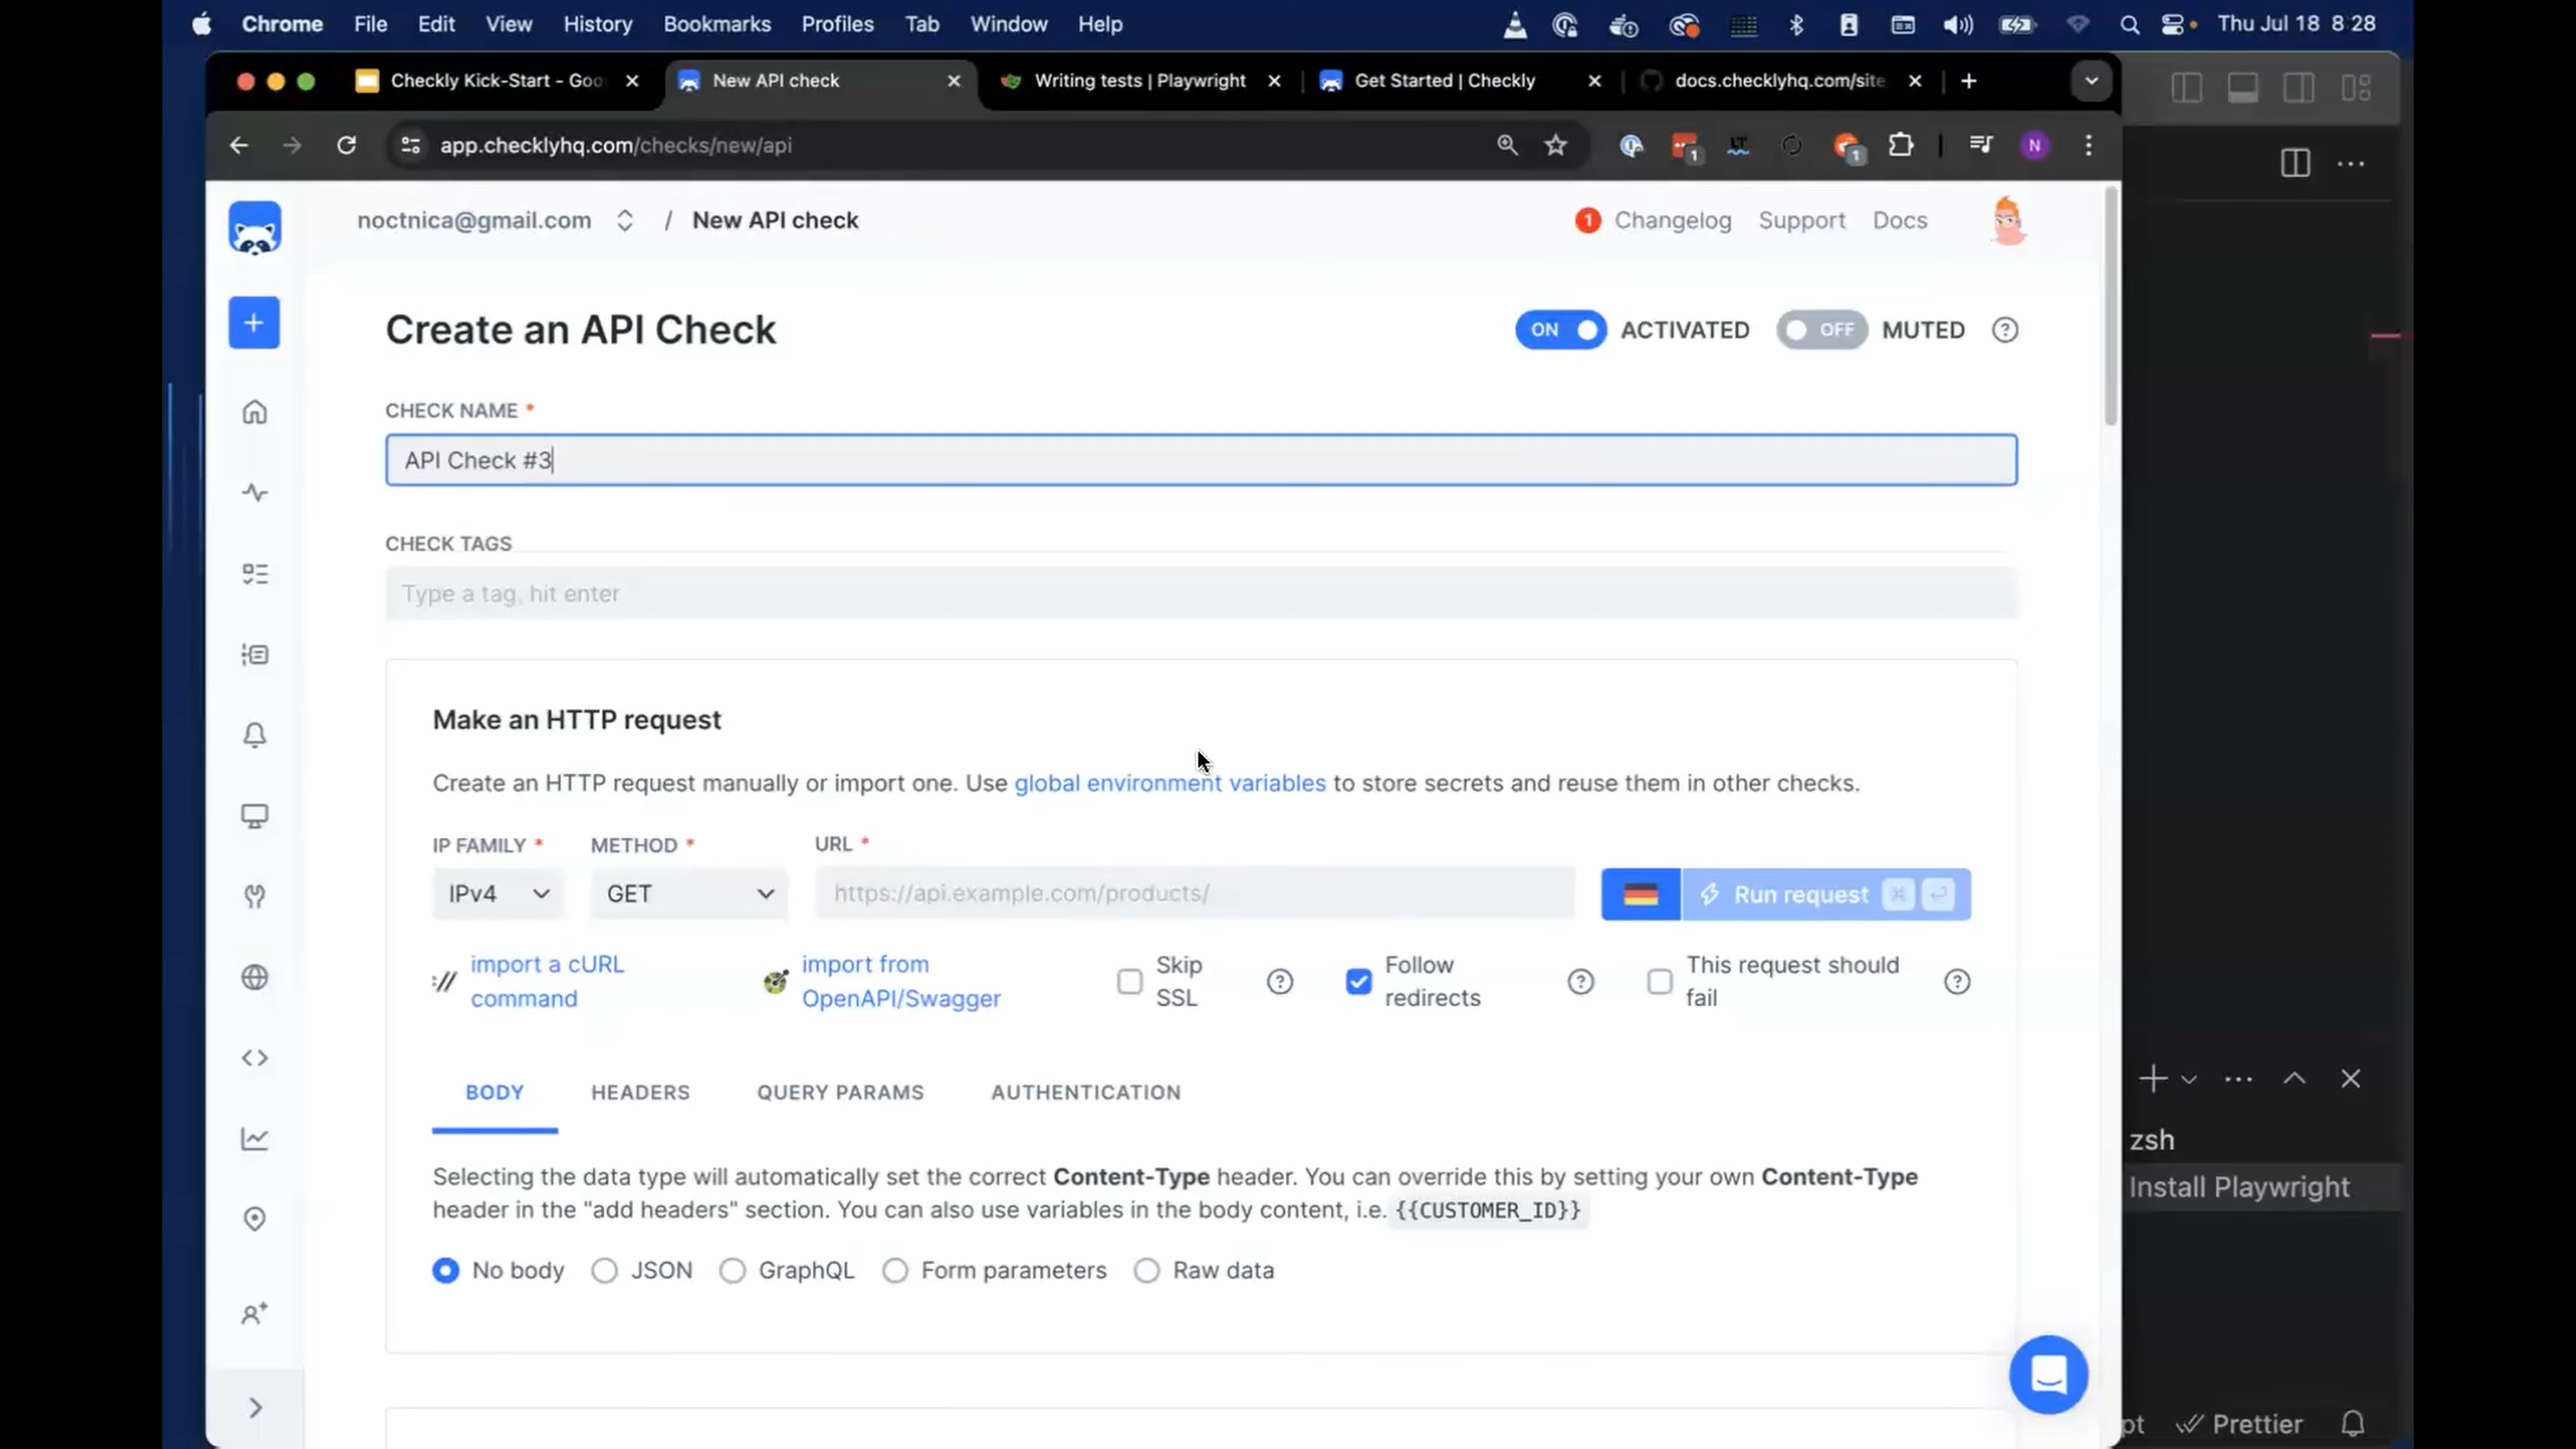 Chrome File Edit View History Bookmarks Profiles Tab Window Help Thu Jul 18 8:28
Checkly Kick-Start - Goo New API check Writing tests | Playwright Get Started | Checkly docs.checklyhq.com/site
app.checklyhq.com/checks/new/api LT 1 1 N
noctnica@gmail.com / New API check 1 Changelog Support Docs
Create an API Check ON ACTIVATED OFF MUTED
CHECK NAME *
API Check #3
CHECK TAGS
Type a tag, hit enter
Make an HTTP request
Create an HTTP request manually or import one. Use global environment variables to store secrets and reuse them in other checks.
IP FAMILY * METHOD * URL *
IPv4 GET https://api.example.com/products/ Run request
import a cURL command
import from OpenAPI/Swagger
Skip SSL
Follow redirects
This request should fail
BODY HEADERS QUERY PARAMS AUTHENTICATION
Selecting the data type will automatically set the correct Content-Type header. You can override this by setting your own Content-Type
header in the "add headers" section. You can also use variables in the body content, i.e. {{CUSTOMER_ID}}
No body JSON GraphQL Form parameters Raw data
zsh
Install Playwright
pt Prettier